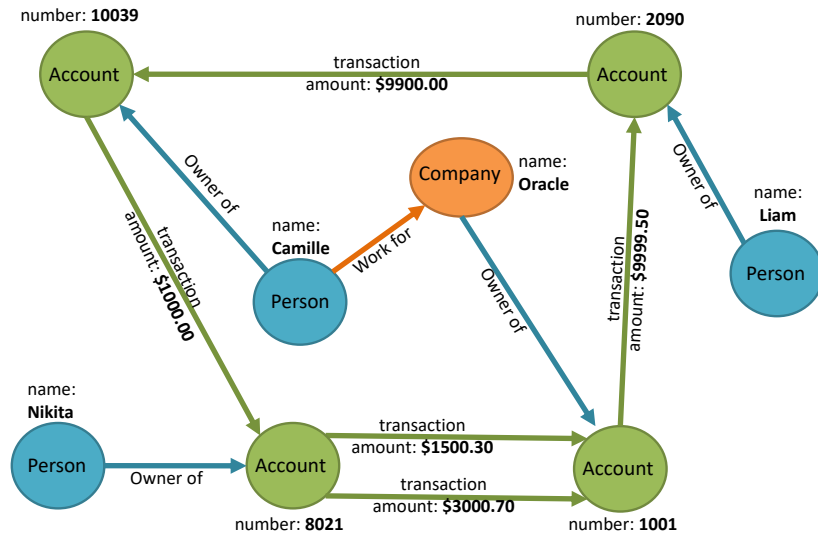 number: 10039
number: 2090
Account
transaction
amount: $9900.00
Account
Owner of
Company
name:
Oracle
Owner of
name:
Liam
transaction
amount: $1000.00
name:
Camille
Work for
Person
Owner of
transaction
amount: $9999.50
Person
name:
Nikita
Person
Owner of
Account
transaction
amount: $1500.30
transaction
amount: $3000.70
Account
number: 8021
number: 1001